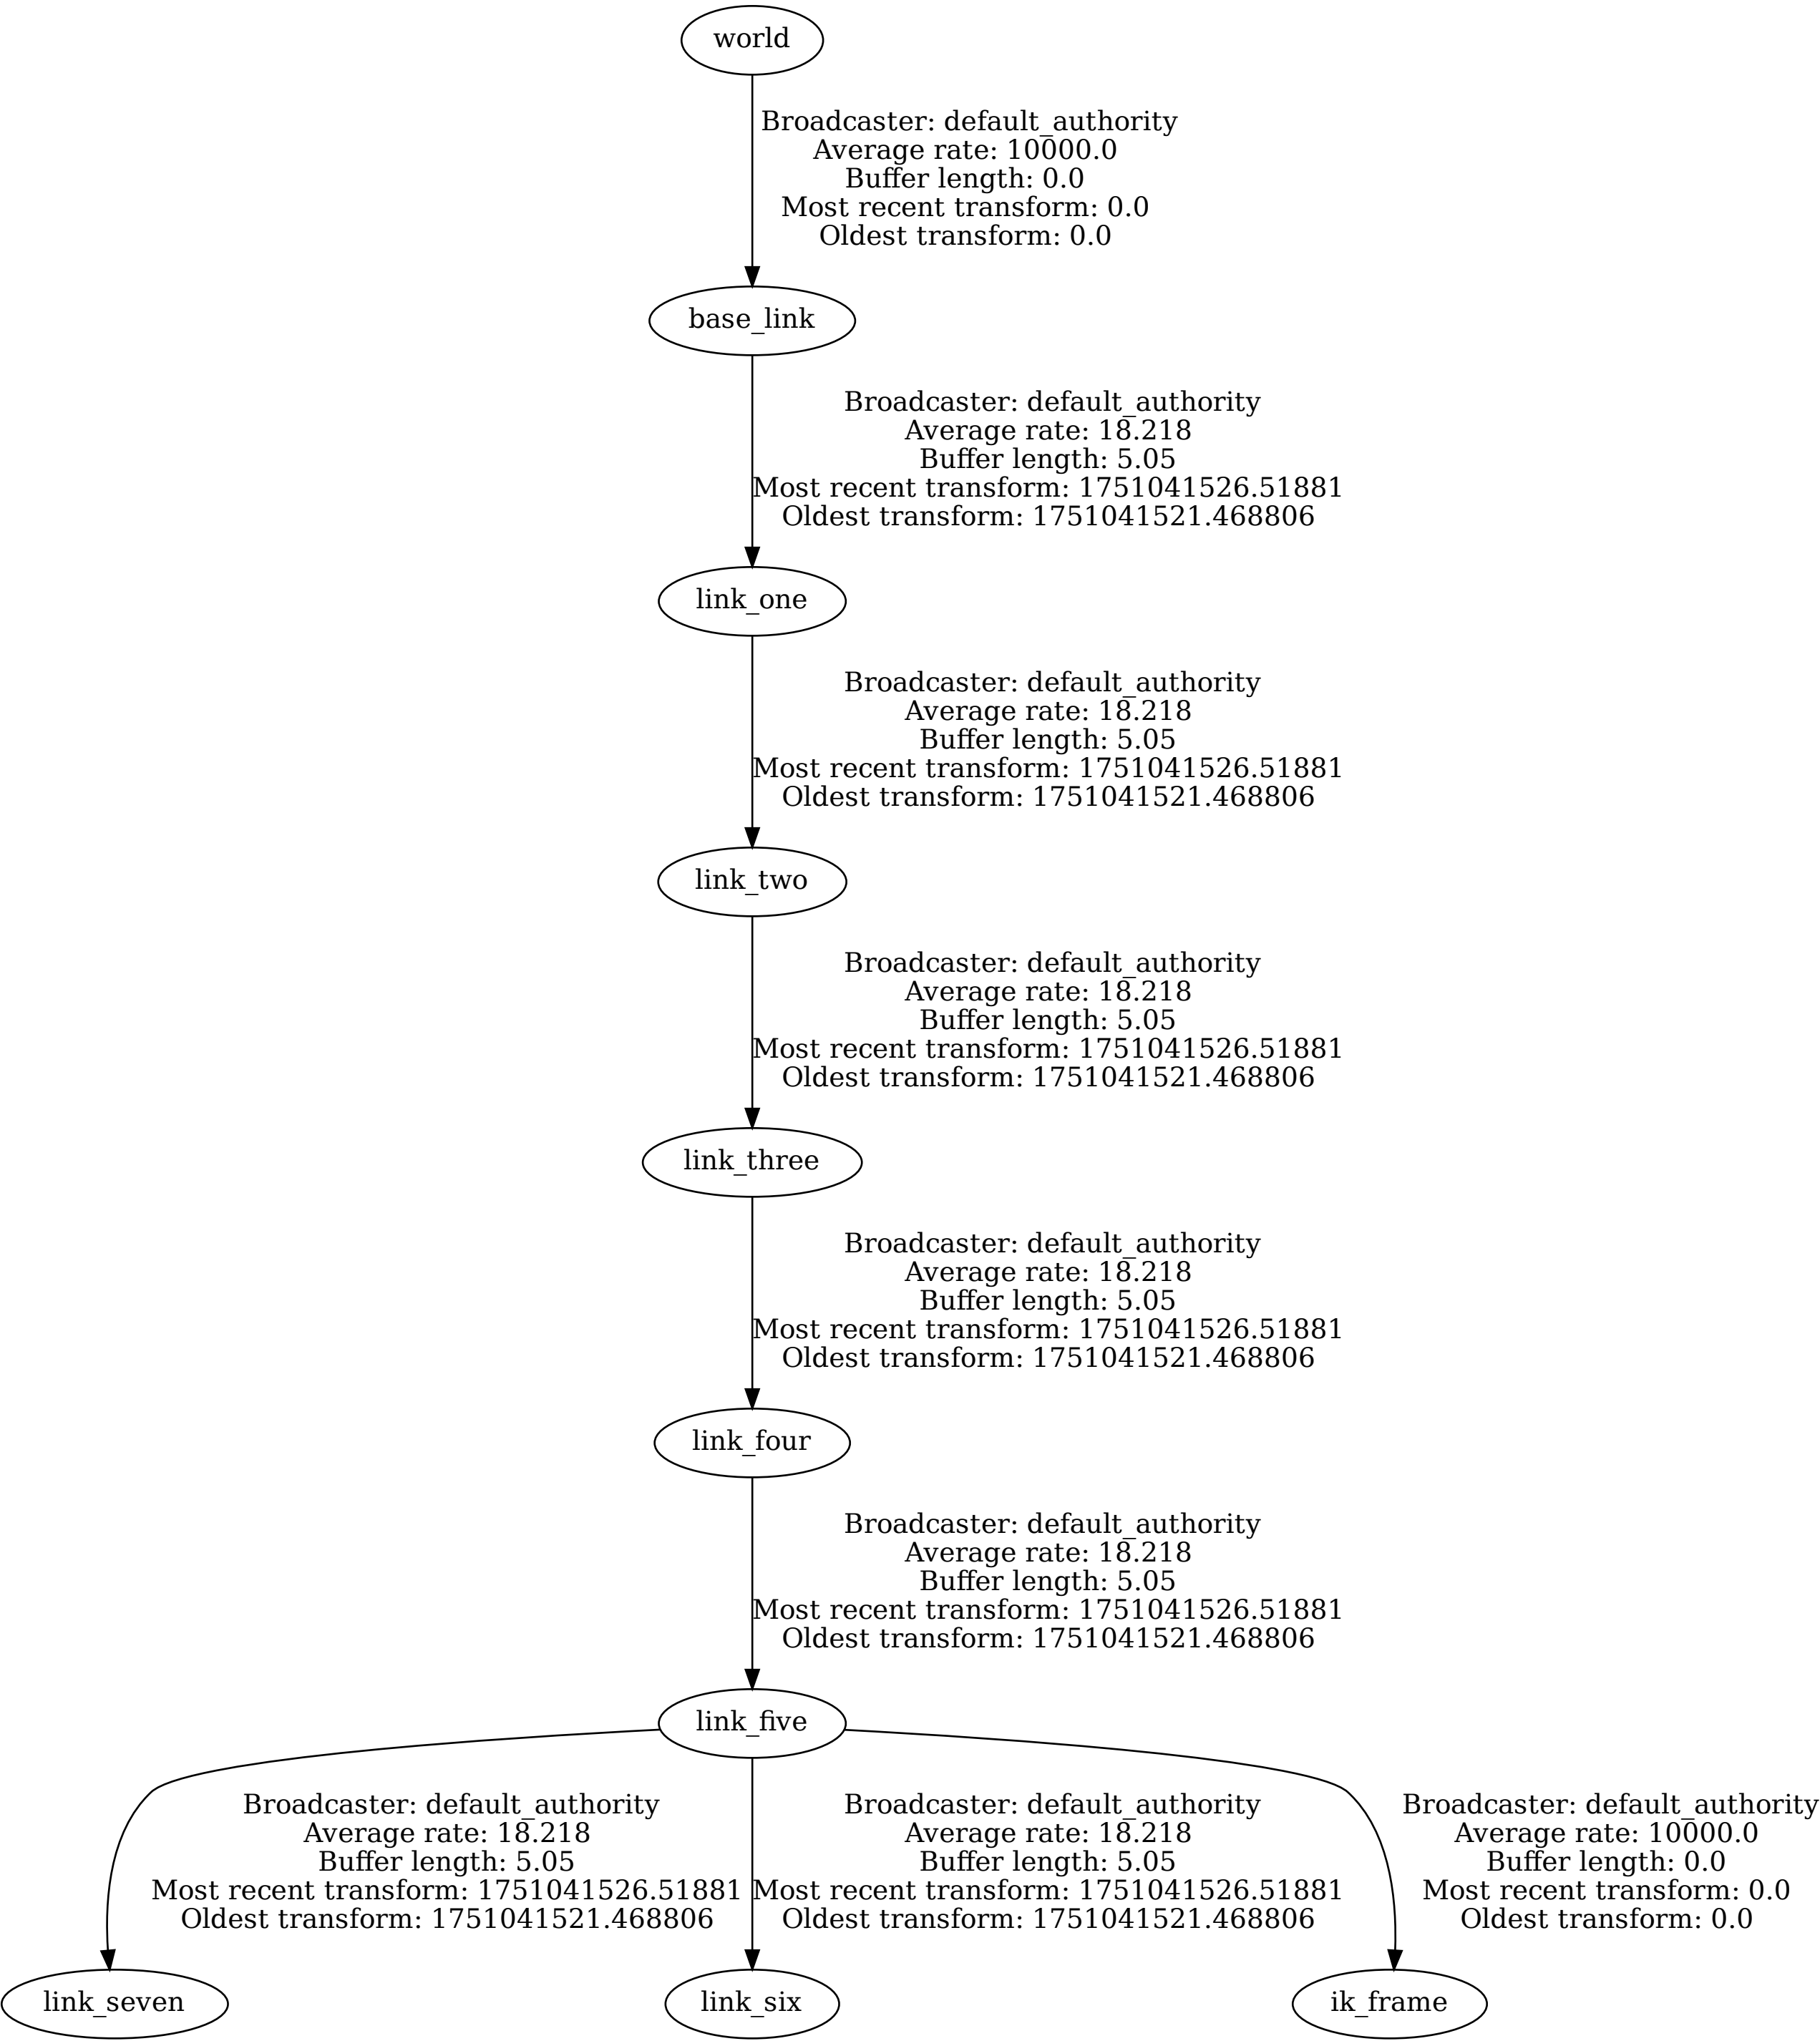 world
Broadcaster: default_authority
Average rate: 10000.0
Buffer length: 0.0
Most recent transform: 0.0
Oldest transform: 0.0
base_link
Broadcaster: default_authority
Average rate: 18.218
Buffer length: 5.05
Most recent transform: 1751041526.51881
Oldest transform: 1751041521.468806
link_one
Broadcaster: default_authority
Average rate: 18.218
Buffer length: 5.05
Most recent transform: 1751041526.51881
Oldest transform: 1751041521.468806
link_two
Broadcaster: default_authority
Average rate: 18.218
Buffer length: 5.05
Most recent transform: 1751041526.51881
Oldest transform: 1751041521.468806
link_three
Broadcaster: default_authority
Average rate: 18.218
Buffer length: 5.05
Most recent transform: 1751041526.51881
Oldest transform: 1751041521.468806
link_four
Broadcaster: default_authority
Average rate: 18.218
Buffer length: 5.05
Most recent transform: 1751041526.51881
Oldest transform: 1751041521.468806
link_five
Broadcaster: default_authority
Average rate: 18.218
Buffer length: 5.05
Most recent transform: 1751041526.51881
Oldest transform: 1751041521.468806
Broadcaster: default_authority
Average rate: 18.218
Buffer length: 5.05
Most recent transform: 1751041526.51881
Oldest transform: 1751041521.468806
Broadcaster: default_authority
Average rate: 10000.0
Buffer length: 0.0
Most recent transform: 0.0
Oldest transform: 0.0
link_seven
link_six
ik_frame